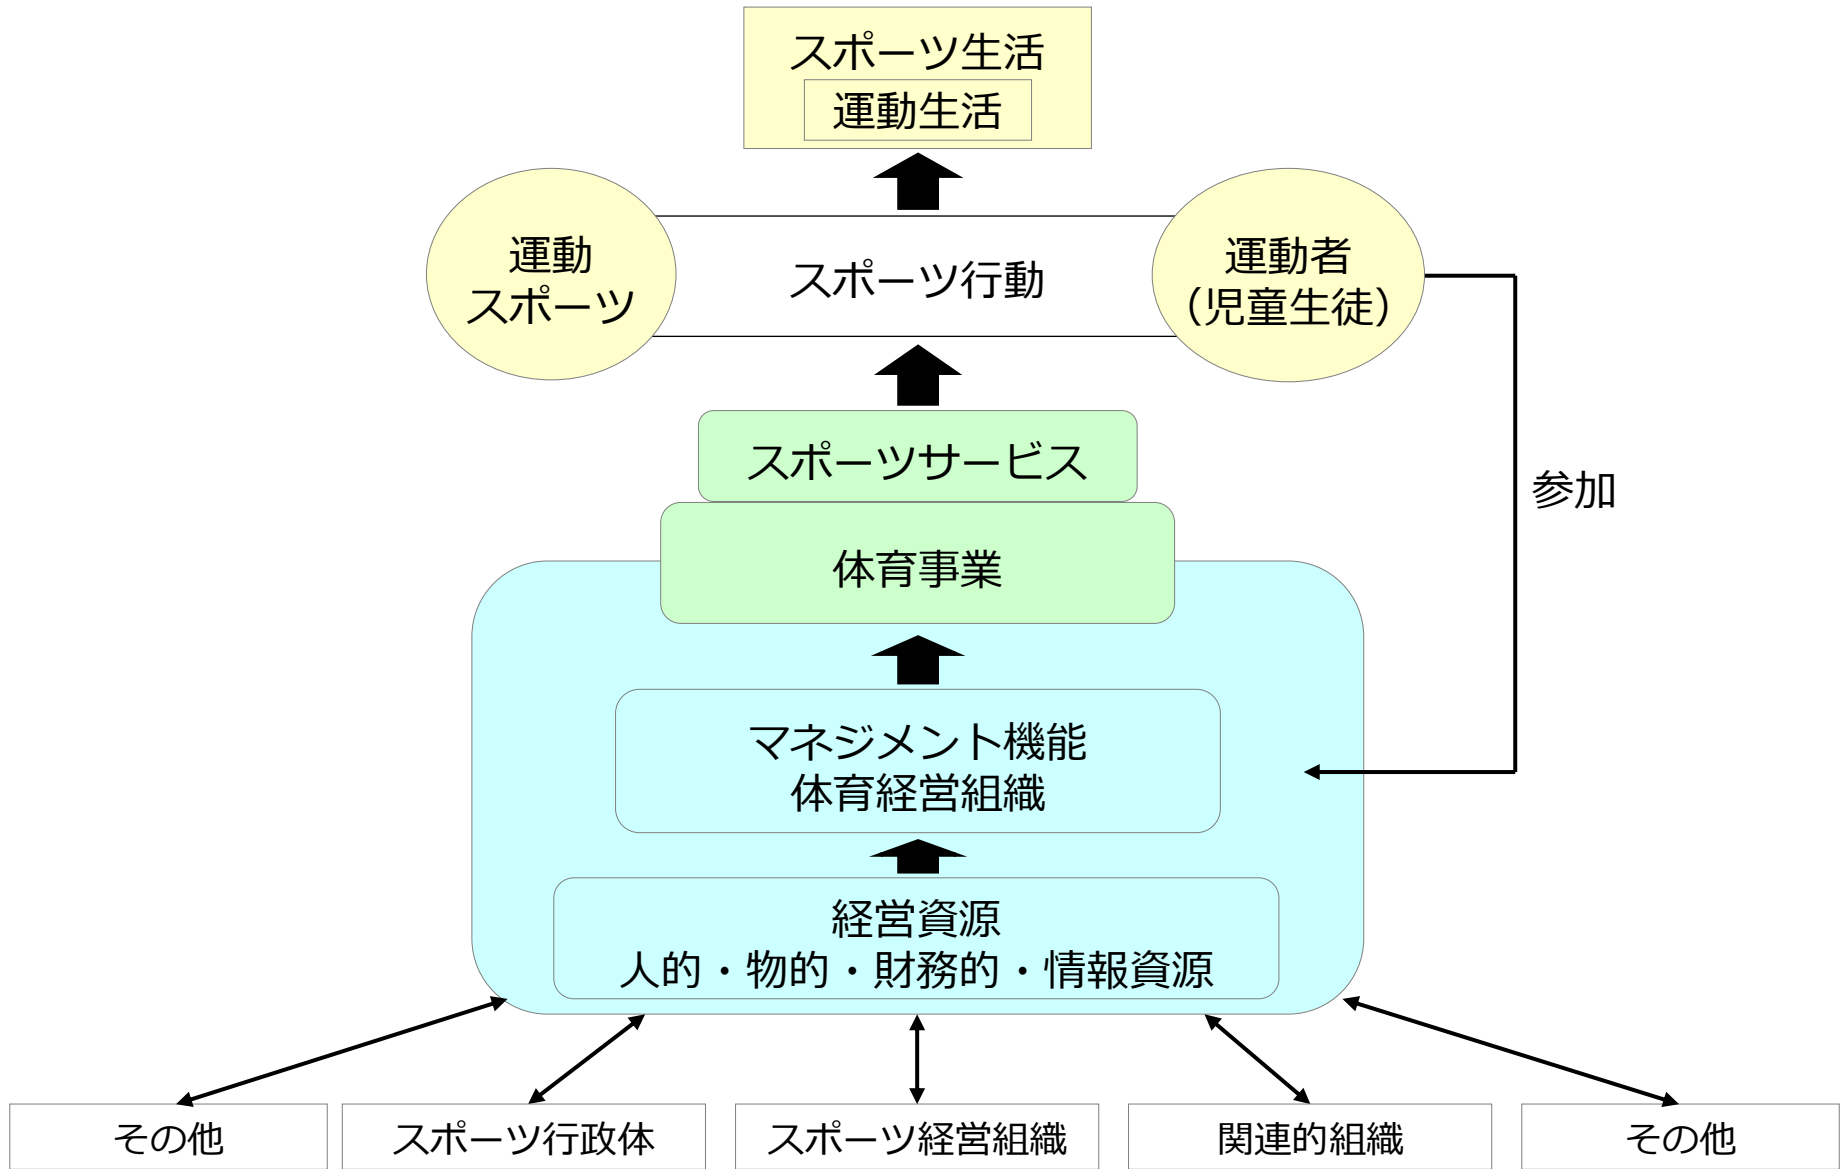 スポーツ生活
運動生活
運動
スポーツ
スポーツ行動
運動者
（児童生徒）
スポーツサービス
参加
体育事業
マネジメント機能
体育経営組織
経営資源
人的・物的・財務的・情報資源
その他
スポーツ行政体
スポーツ経営組織
関連的組織
その他